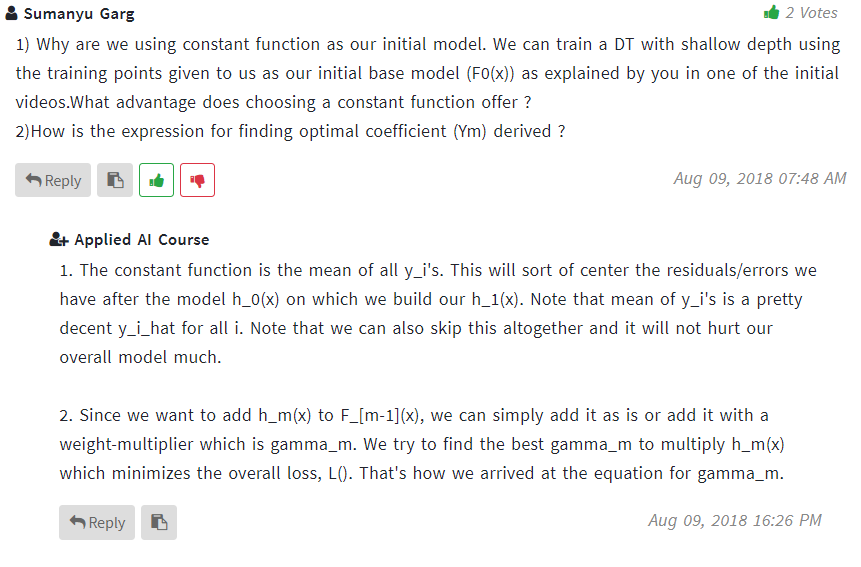 Sumanyu Garg
2 Votes
1) Why are we using constant function as our initial model. We can train a DT with shallow depth using
the training points given to us as our initial base model (F0(x)) as explained by you in one of the initial
videos.What advantage does choosing a constant function offer ?
2)How is the expression for finding optimal coefficient (Ym) derived ?
Reply
Aug 09, 2018 07:48 AM
Applied AI Course
1. The constant function is the mean of all y_i's. This will sort of center the residuals/errors we
have after the model h_0(x) on which we build our h_1(x). Note that mean of y_i's is a pretty
decent y_i_hat for all i. Note that we can also skip this altogether and it will not hurt our
overall model much.
2. Since we want to add h_m(x) to F_[m-1](x), we can simply add it as is or add it with a
weight-multiplier which is gamma_m. We try to find the best gamma_m to multiply h_m(x)
which minimizes the overall loss, L(). That's how we arrived at the equation for gamma_m.
Reply
Aug 09, 2018 16:26 PM